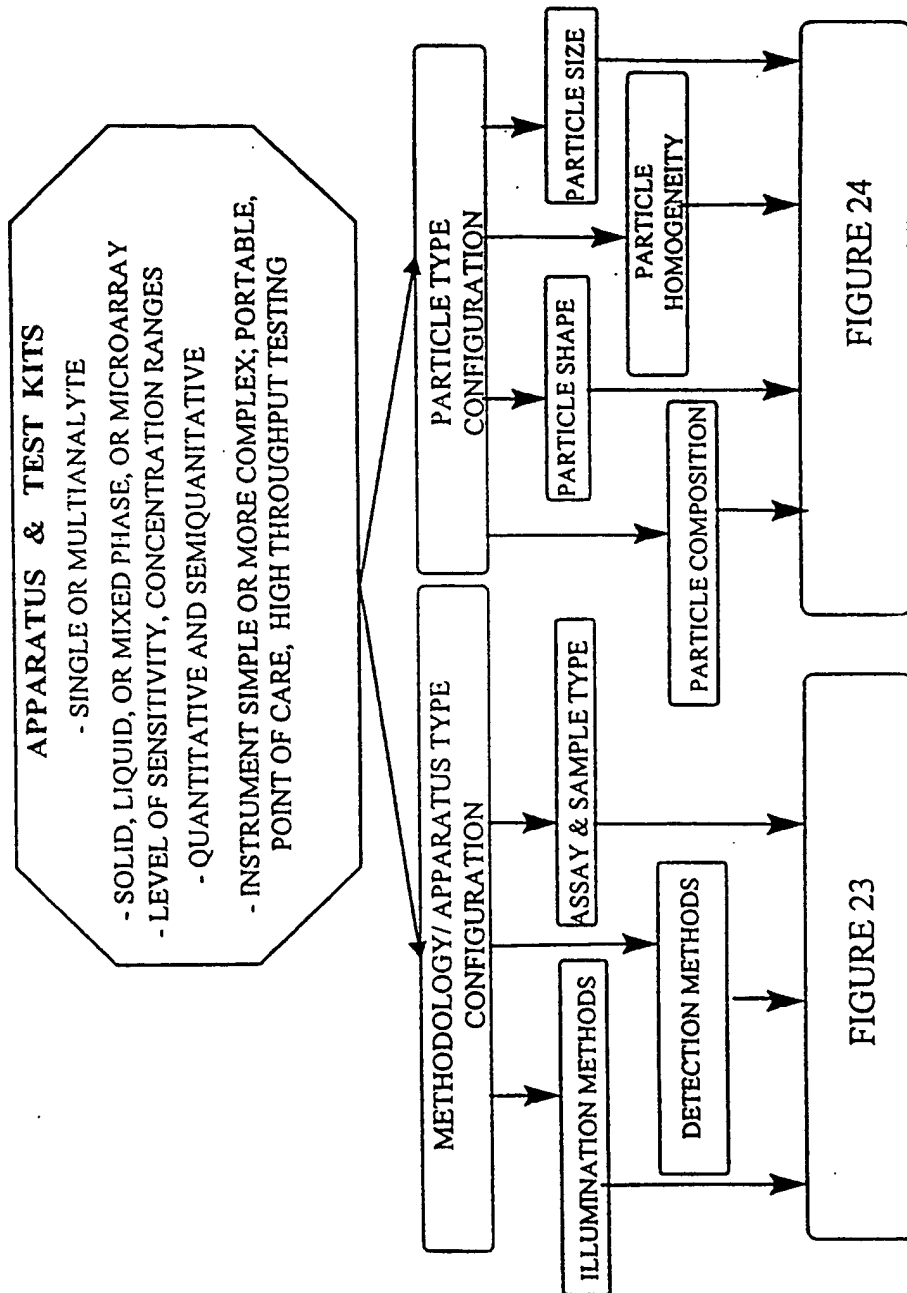 APPARATUS & TEST KITS
- SINGLE OR MULTIANALYTE
- SOLID, LIQUID, OR MIXED PHASE, OR MICROARRAY
- LEVEL OF SENSITIVITY, CONCENTRATION RANGES
- QUANTITATIVE AND SEMIQUANITATIVE
- INSTRUMENT SIMPLE OR MORE COMPLEX; PORTABLE,
POINT OF CARE, HIGH THROUGHPUT TESTING
METHODOLOGY/ APPARATUS TYPE
CONFIGURATION
PARTICLE TYPE
CONFIGURATION
ILLUMINATION METHODS
ASSAY & SAMPLE TYPE
PARTICLE SHAPE
PARTICLE SIZE
DETECTION METHODS
PARTICLE COMPOSITION
PARTICLE
HOMOGENEITY
FIGURE 23
FIGURE 24